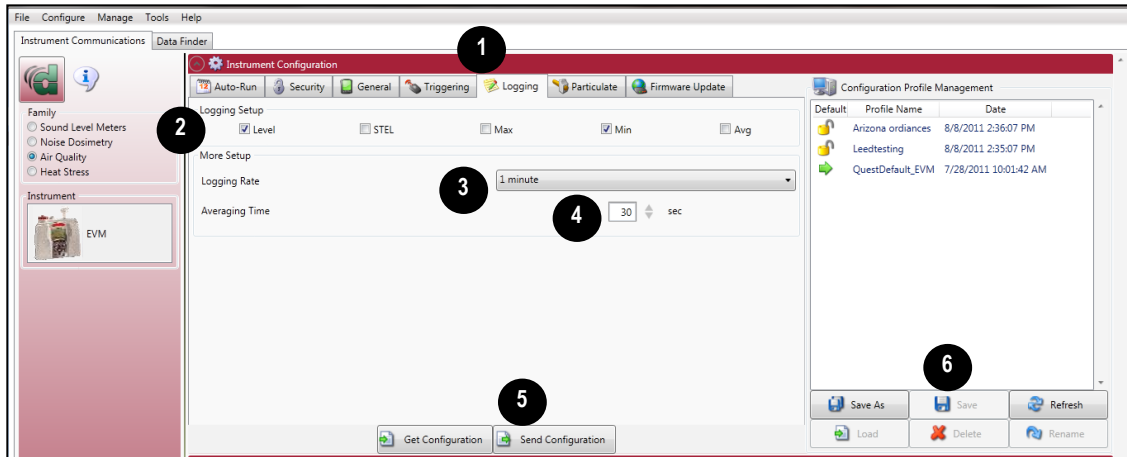 File Configure Manage Tools Help
Instrument Communications Data Finder
1
Instrument Configuration
Auto-Run Security General Triggering Logging Particulate Firmware Update
Configuration Profile Management
Family
Sound Level Meters
Noise Dosimetry
Air Quality
Heat Stress
Instrument
EVM
2
Logging Setup
Level STEL Max Min Avg
More Setup
Logging Rate 3 1 minute
Averaging Time 4 30 sec
Default Profile Name Date
Arizona ordiances 8/8/2011 2:36:07 PM
Leedtesting 8/8/2011 2:35:07 PM
QuestDefault_EVM 7/28/2011 10:01:42 AM
5
Get Configuration Send Configuration
6
Save As Save Refresh
Load Delete Rename